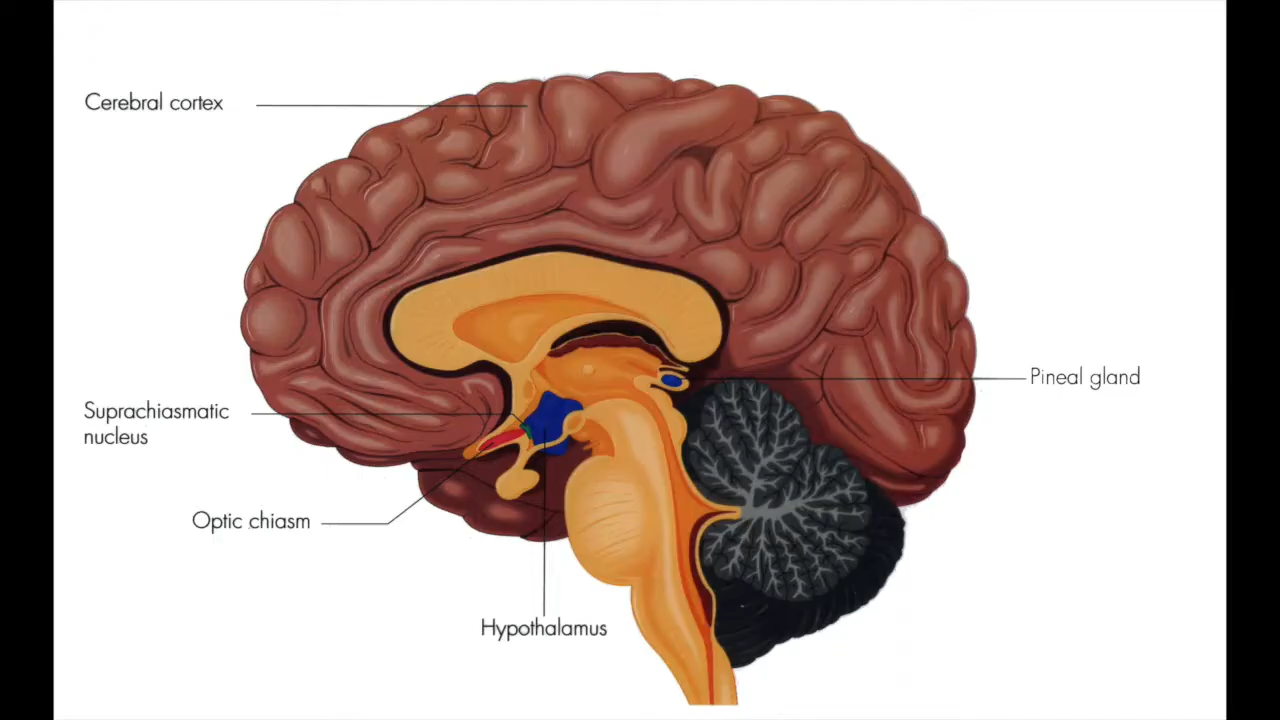 Cerebral cortex
Pineal gland
Suprachiasmatic
nucleus
Optic chiasm
Hypothalamus